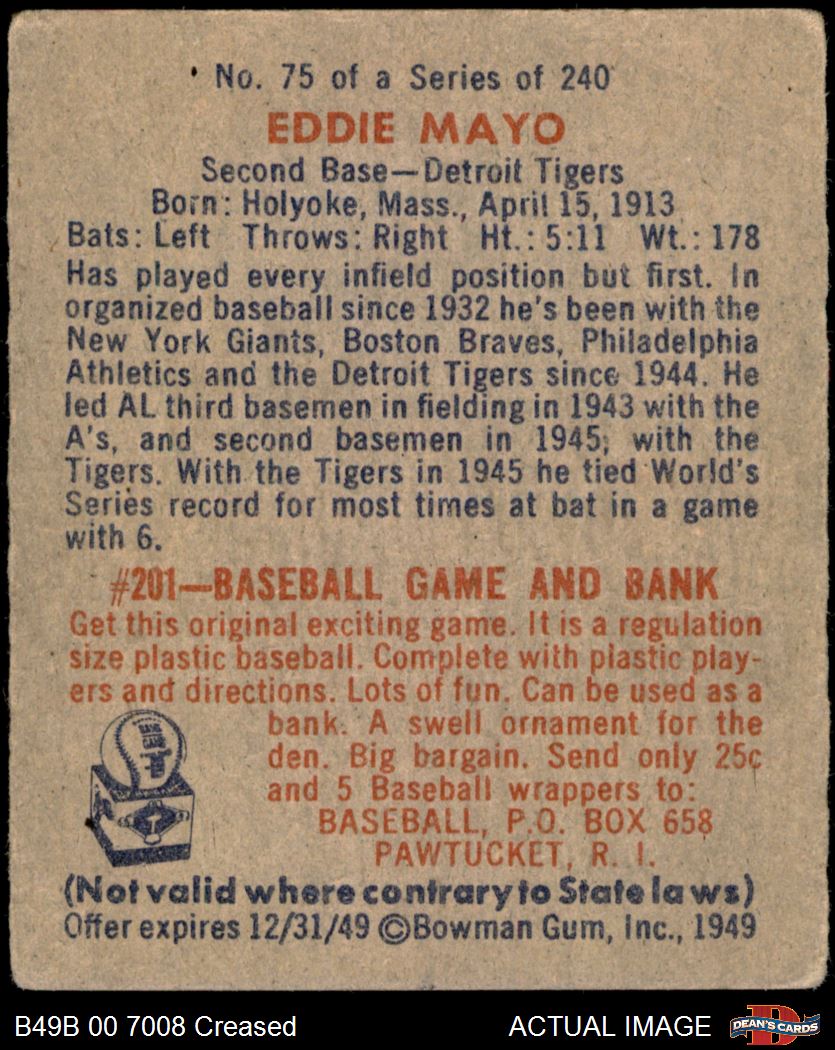 No. 75 of a Series of 240
EDDIE MAYO
Second Base—Detroit Tigers
Born: Holyoke, Mass., April 15, 1913
Bats: Left Throws: Right Ht.: 5:11 Wt.: 178
Has played every infield position but first. In
organized baseball since 1932 he's been with the
New York Giants, Boston Braves, Philadelphia
Athletics and the Detroit Tigers since 1944. He
led AL third basemen in fielding in 1943 with the
A's, and second basemen in 1945, with the
Tigers. With the Tigers in 1945 he tied World's
Series record for most times at bat in a game
with 6.
#201—BASEBALL GAME AND BANK
Get this original exciting game. It is a regulation
size plastic baseball. Complete with plastic play-
ers and directions. Lots of fun. Can be used as a
bank. A swell ornament for the
den. Big bargain. Send only 25c
and 5 Baseball wrappers to:
BASEBALL, P.O. BOX 658
PAWTUCKET, R. I.
(Not valid where contrary to State laws)
Offer expires 12/31/49 ©Bowman Gum, Inc., 1949
B49B 00 7008 Creased
ACTUAL IMAGE
DEAN'S CARDS